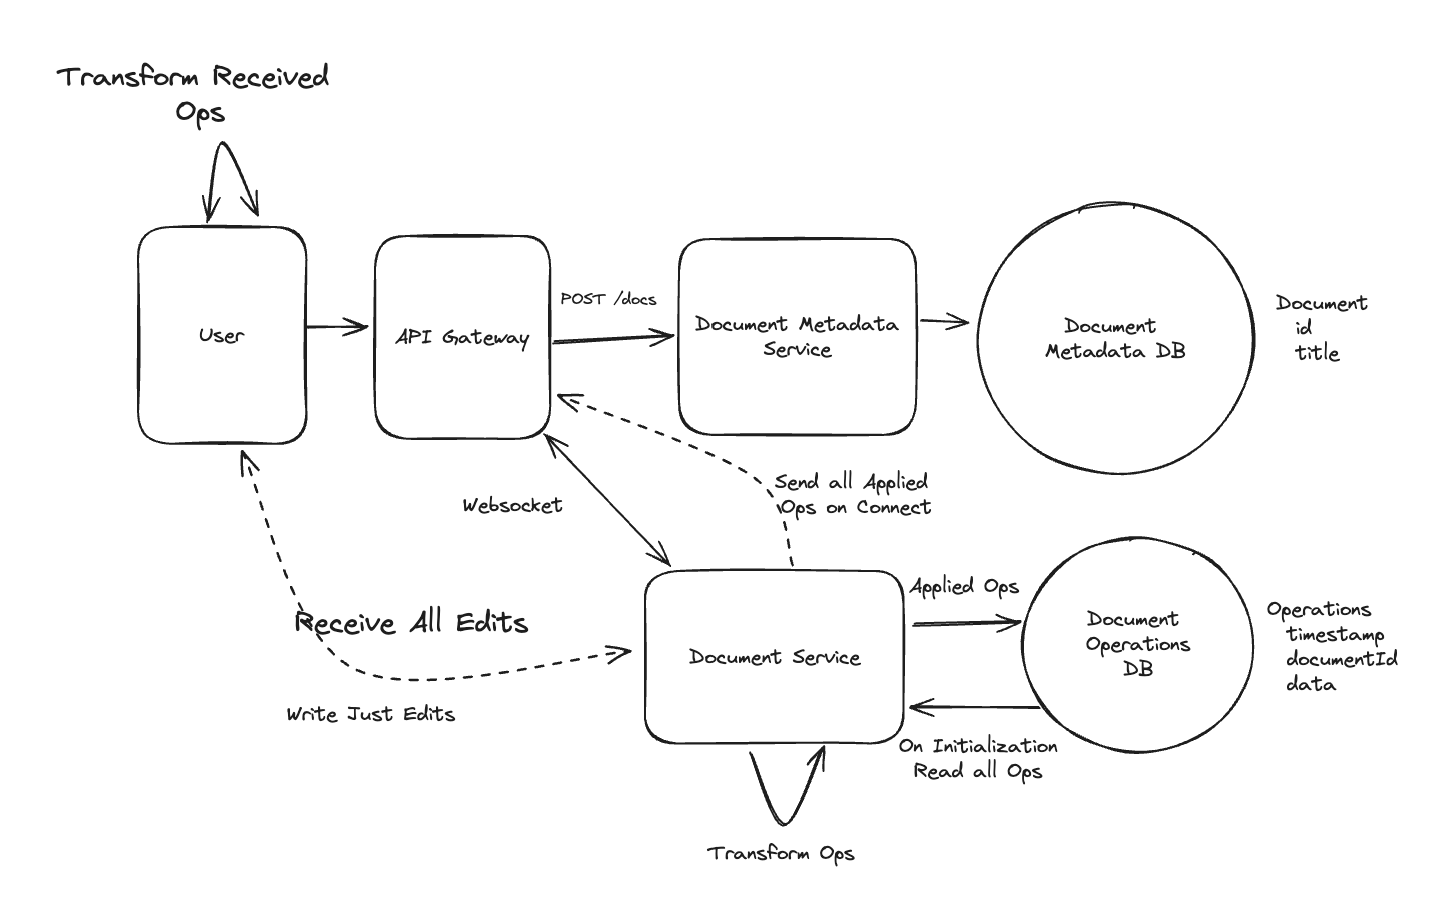 Transform Received
Ops
User
API Gateway
POST /docs
Document Metadata
Service
Document
Metadata DB
Document
id
title
Websocket
Send all Applied
Ops on Connect
Receive All Edits
Write Just Edits
Document Service
Applied Ops
Document
Operations
DB
Operations
timestamp
documentId
data
On Initialization
Read all Ops
Transform Ops